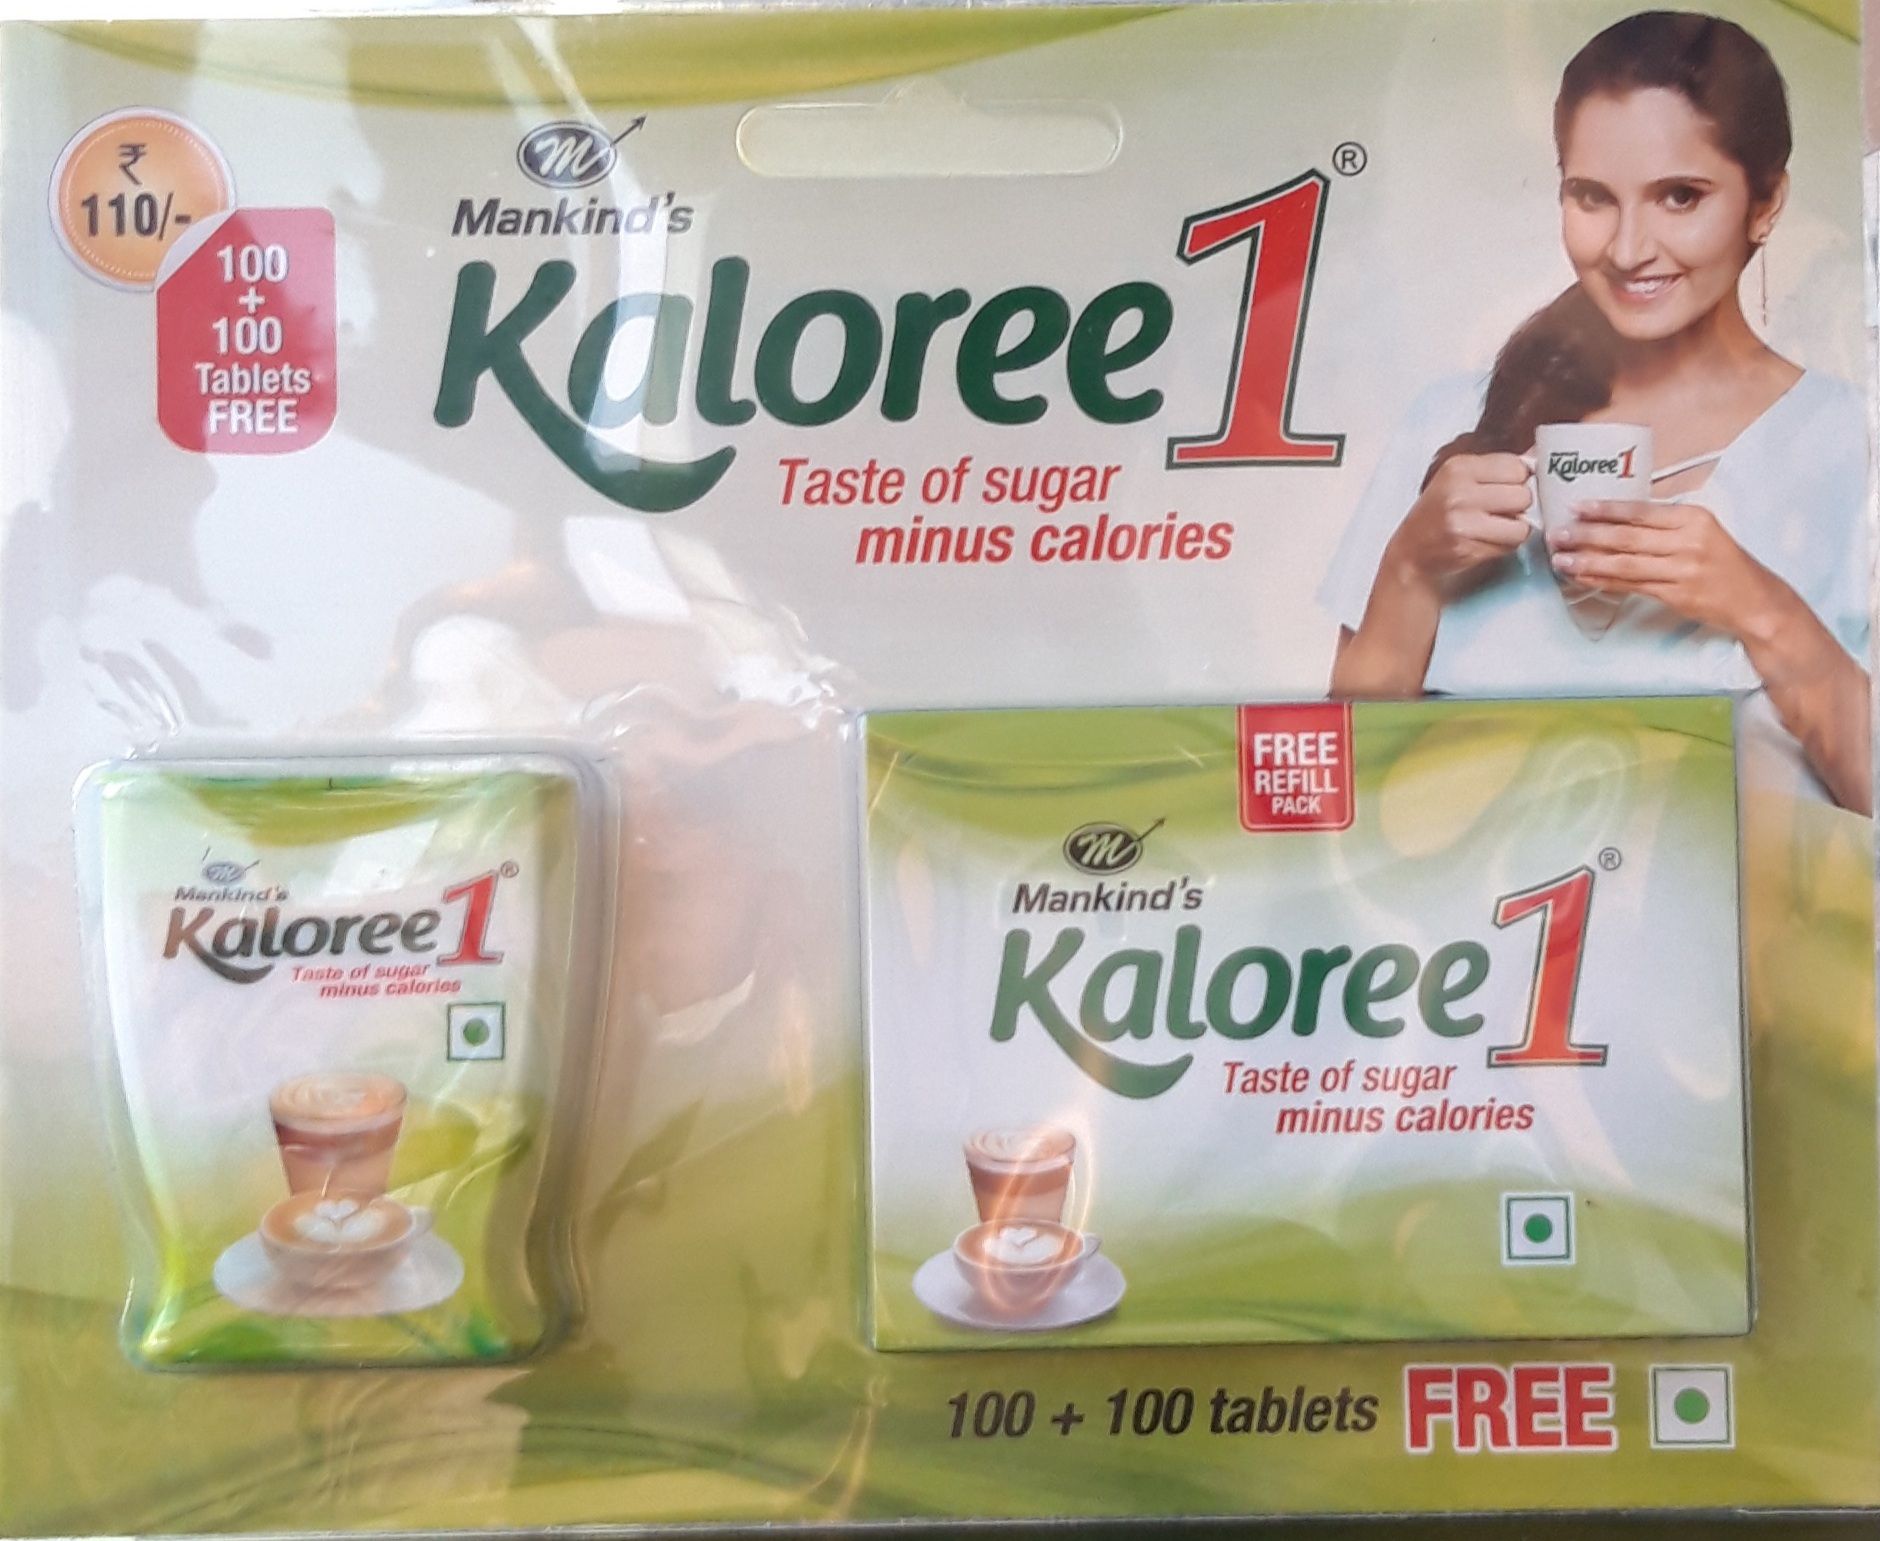 ₹
110/-
100
+
100
Tablets
FREE
M
Mankind's
Kaloree1®
Taste of sugar
minus calories
Kaloree1
M
Mankind's
Kaloree1®
Taste of sugar
minus calories
FREE
REFILL
PACK
M
Mankind's
Kaloree1®
Taste of sugar
minus calories
100 + 100 tablets FREE